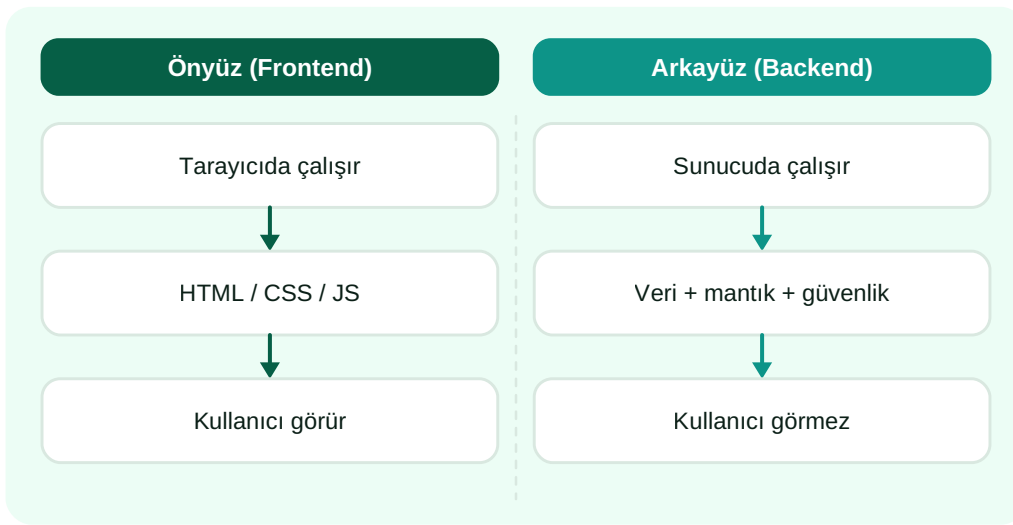 Önyüz (Frontend)
Tarayıcıda çalışır
HTML / CSS / JS
Kullanıcı görür
Arkayüz (Backend)
Sunucuda çalışır
Veri + mantık + güvenlik
Kullanıcı görmez